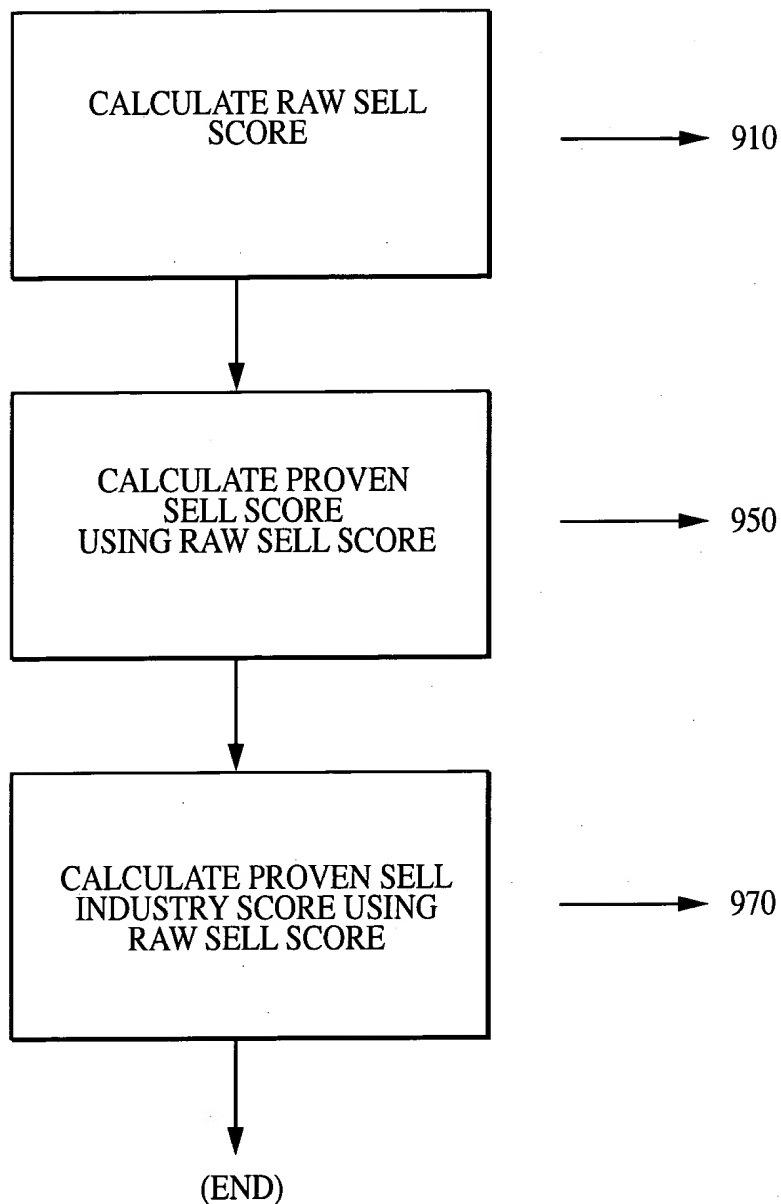 CALCULATE RAW SELL
SCORE
910
CALCULATE PROVEN
SELL SCORE
USING RAW SELL SCORE
950
CALCULATE PROVEN SELL
INDUSTRY SCORE USING
RAW SELL SCORE
970
(END)